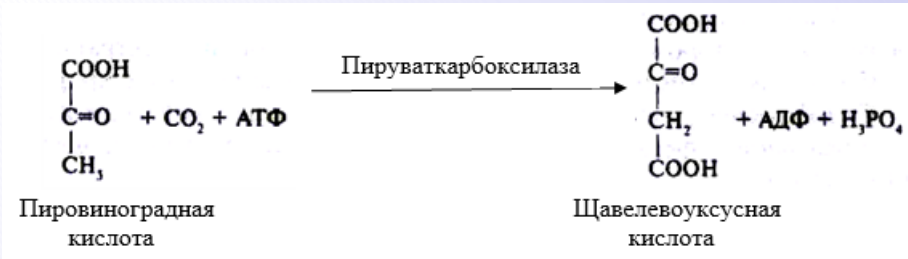 COOH
C=O + CO₂ + АТФ
CH₃
Пировиноградная
кислота
Пируваткарбоксилаза
COOH
C=O
CH₂ + АДФ + H₃PO₄
COOH
Щавелевоуксусная
кислота